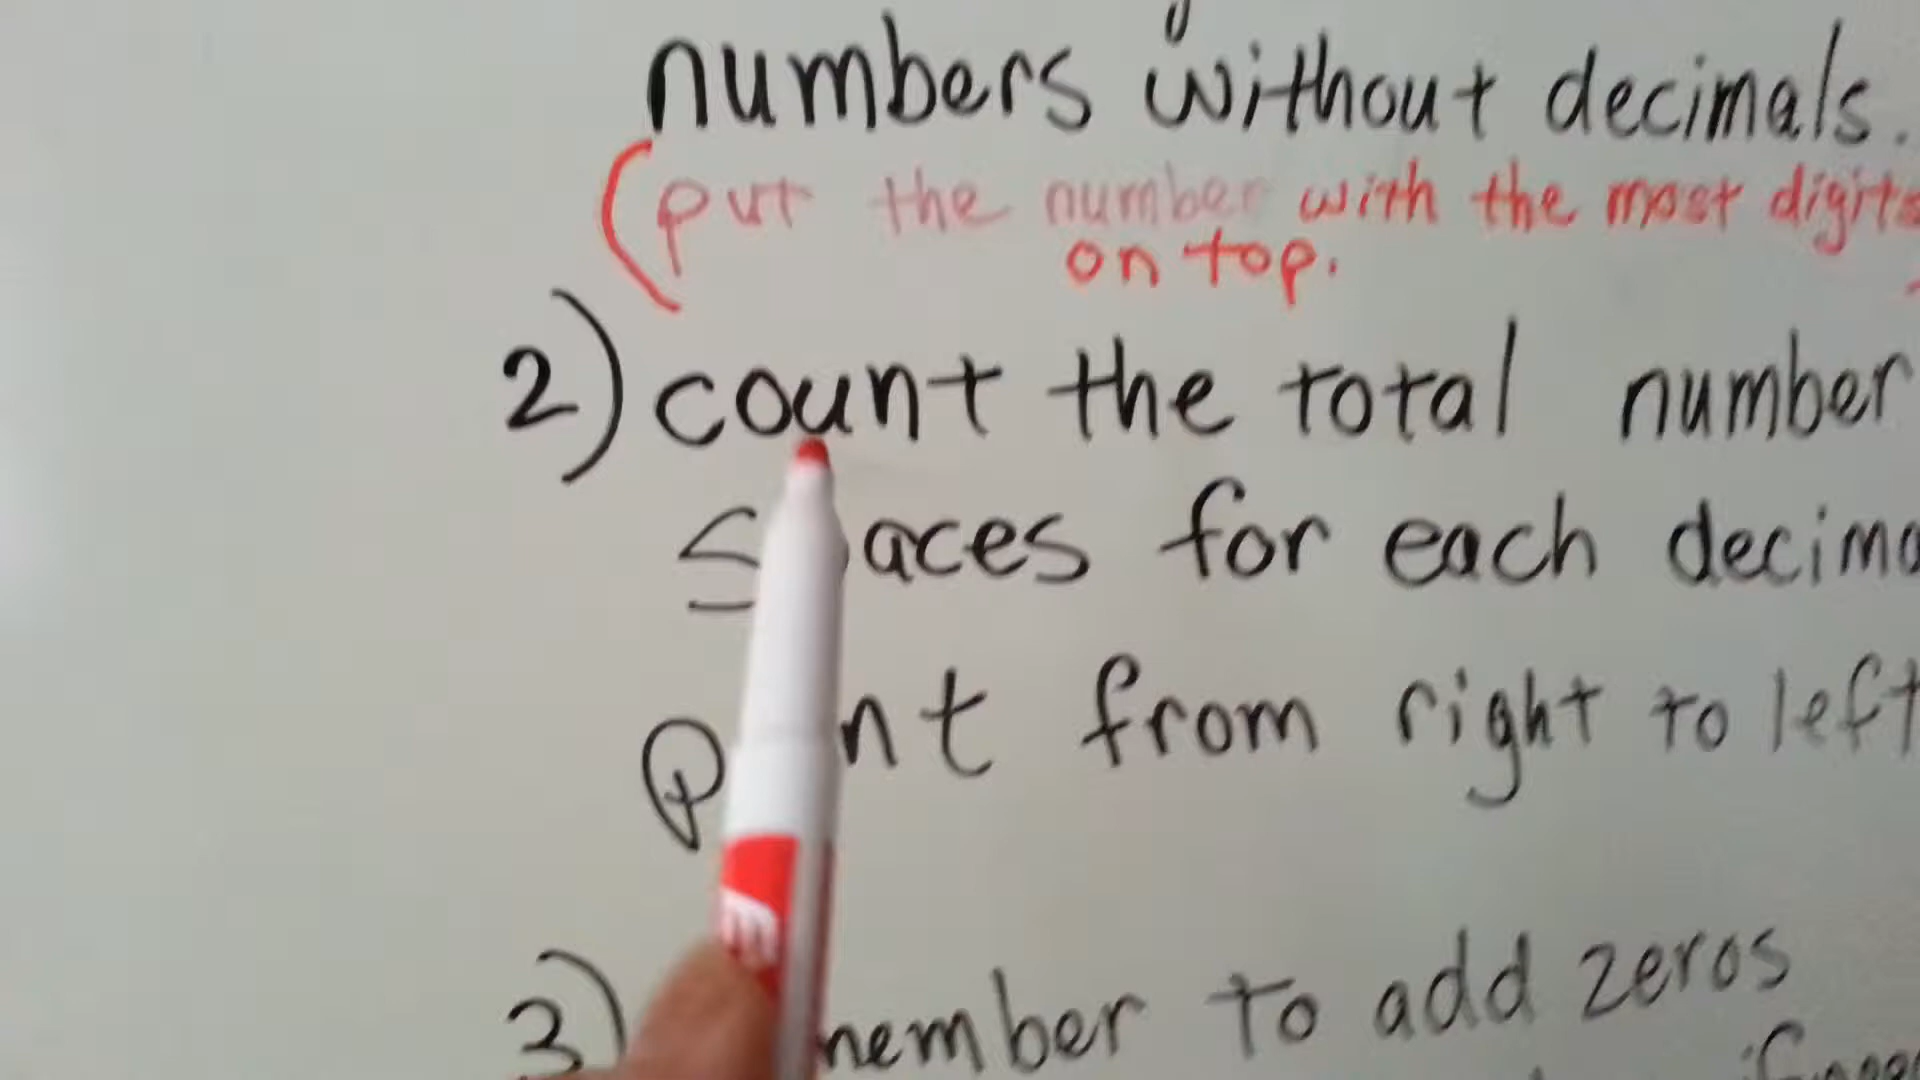 numbers without decimals.
(put the number with the most digits
on top.
2) count the total number
spaces for each decima
point from right to left
3) remember to add zeros